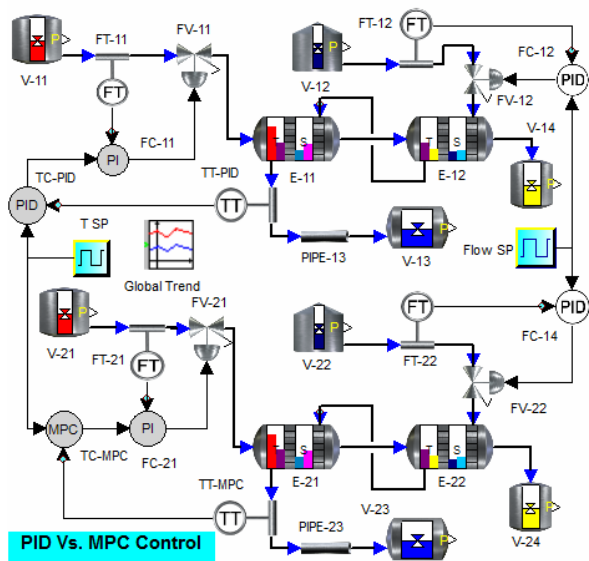 FT-11
FV-11
FT-12
FT
FC-12
P
P
V-11
FT
V-12
FV-12
PID
FC-11
V-14
TC-PID
PI
TT-PID
T
S
T
S
P
E-11
E-12
PID
TT
T SP
P
Flow SP
PIPE-13
V-13
Global Trend
FV-21
FT
PID
P
P
FC-14
V-21
FT-21
V-22
FT-22
FT
FV-22
MPC
PI
T
S
T
S
TC-MPC
FC-21
TT-MPC
E-21
E-22
P
V-23
TT
PIPE-23
P
V-24
PID Vs. MPC Control